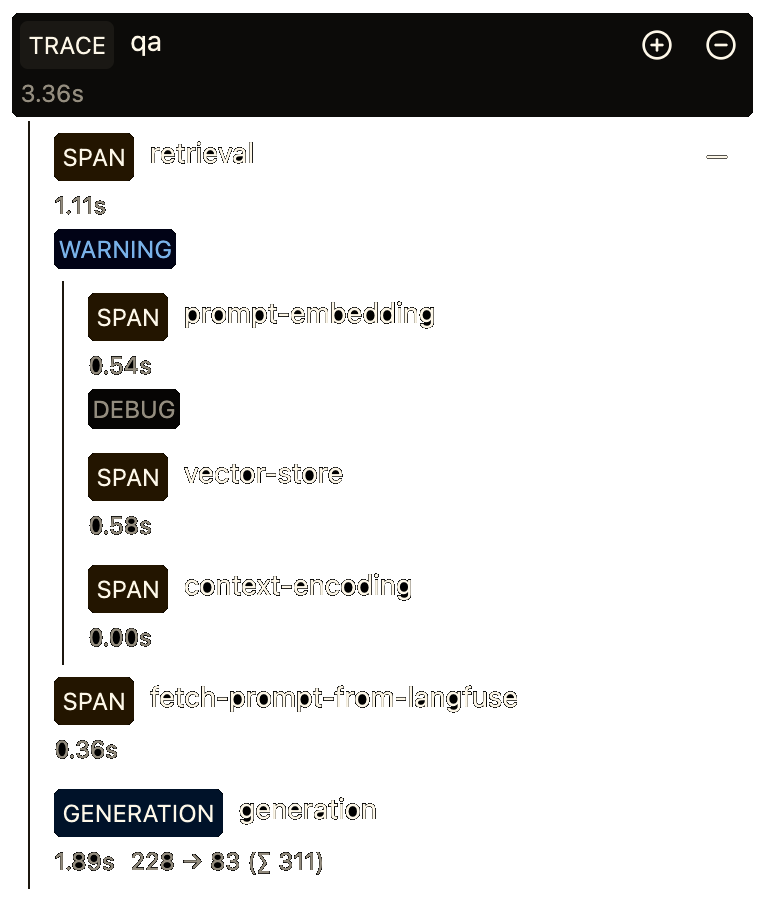 TRACE qa
3.36s
SPAN retrieval
1.11s
WARNING
SPAN prompt-embedding
0.54s
DEBUG
SPAN vector-store
0.58s
SPAN context-encoding
0.00s
SPAN fetch-prompt-from-langfuse
0.36s
GENERATION generation
1.89s 228 → 83 (∑ 311)